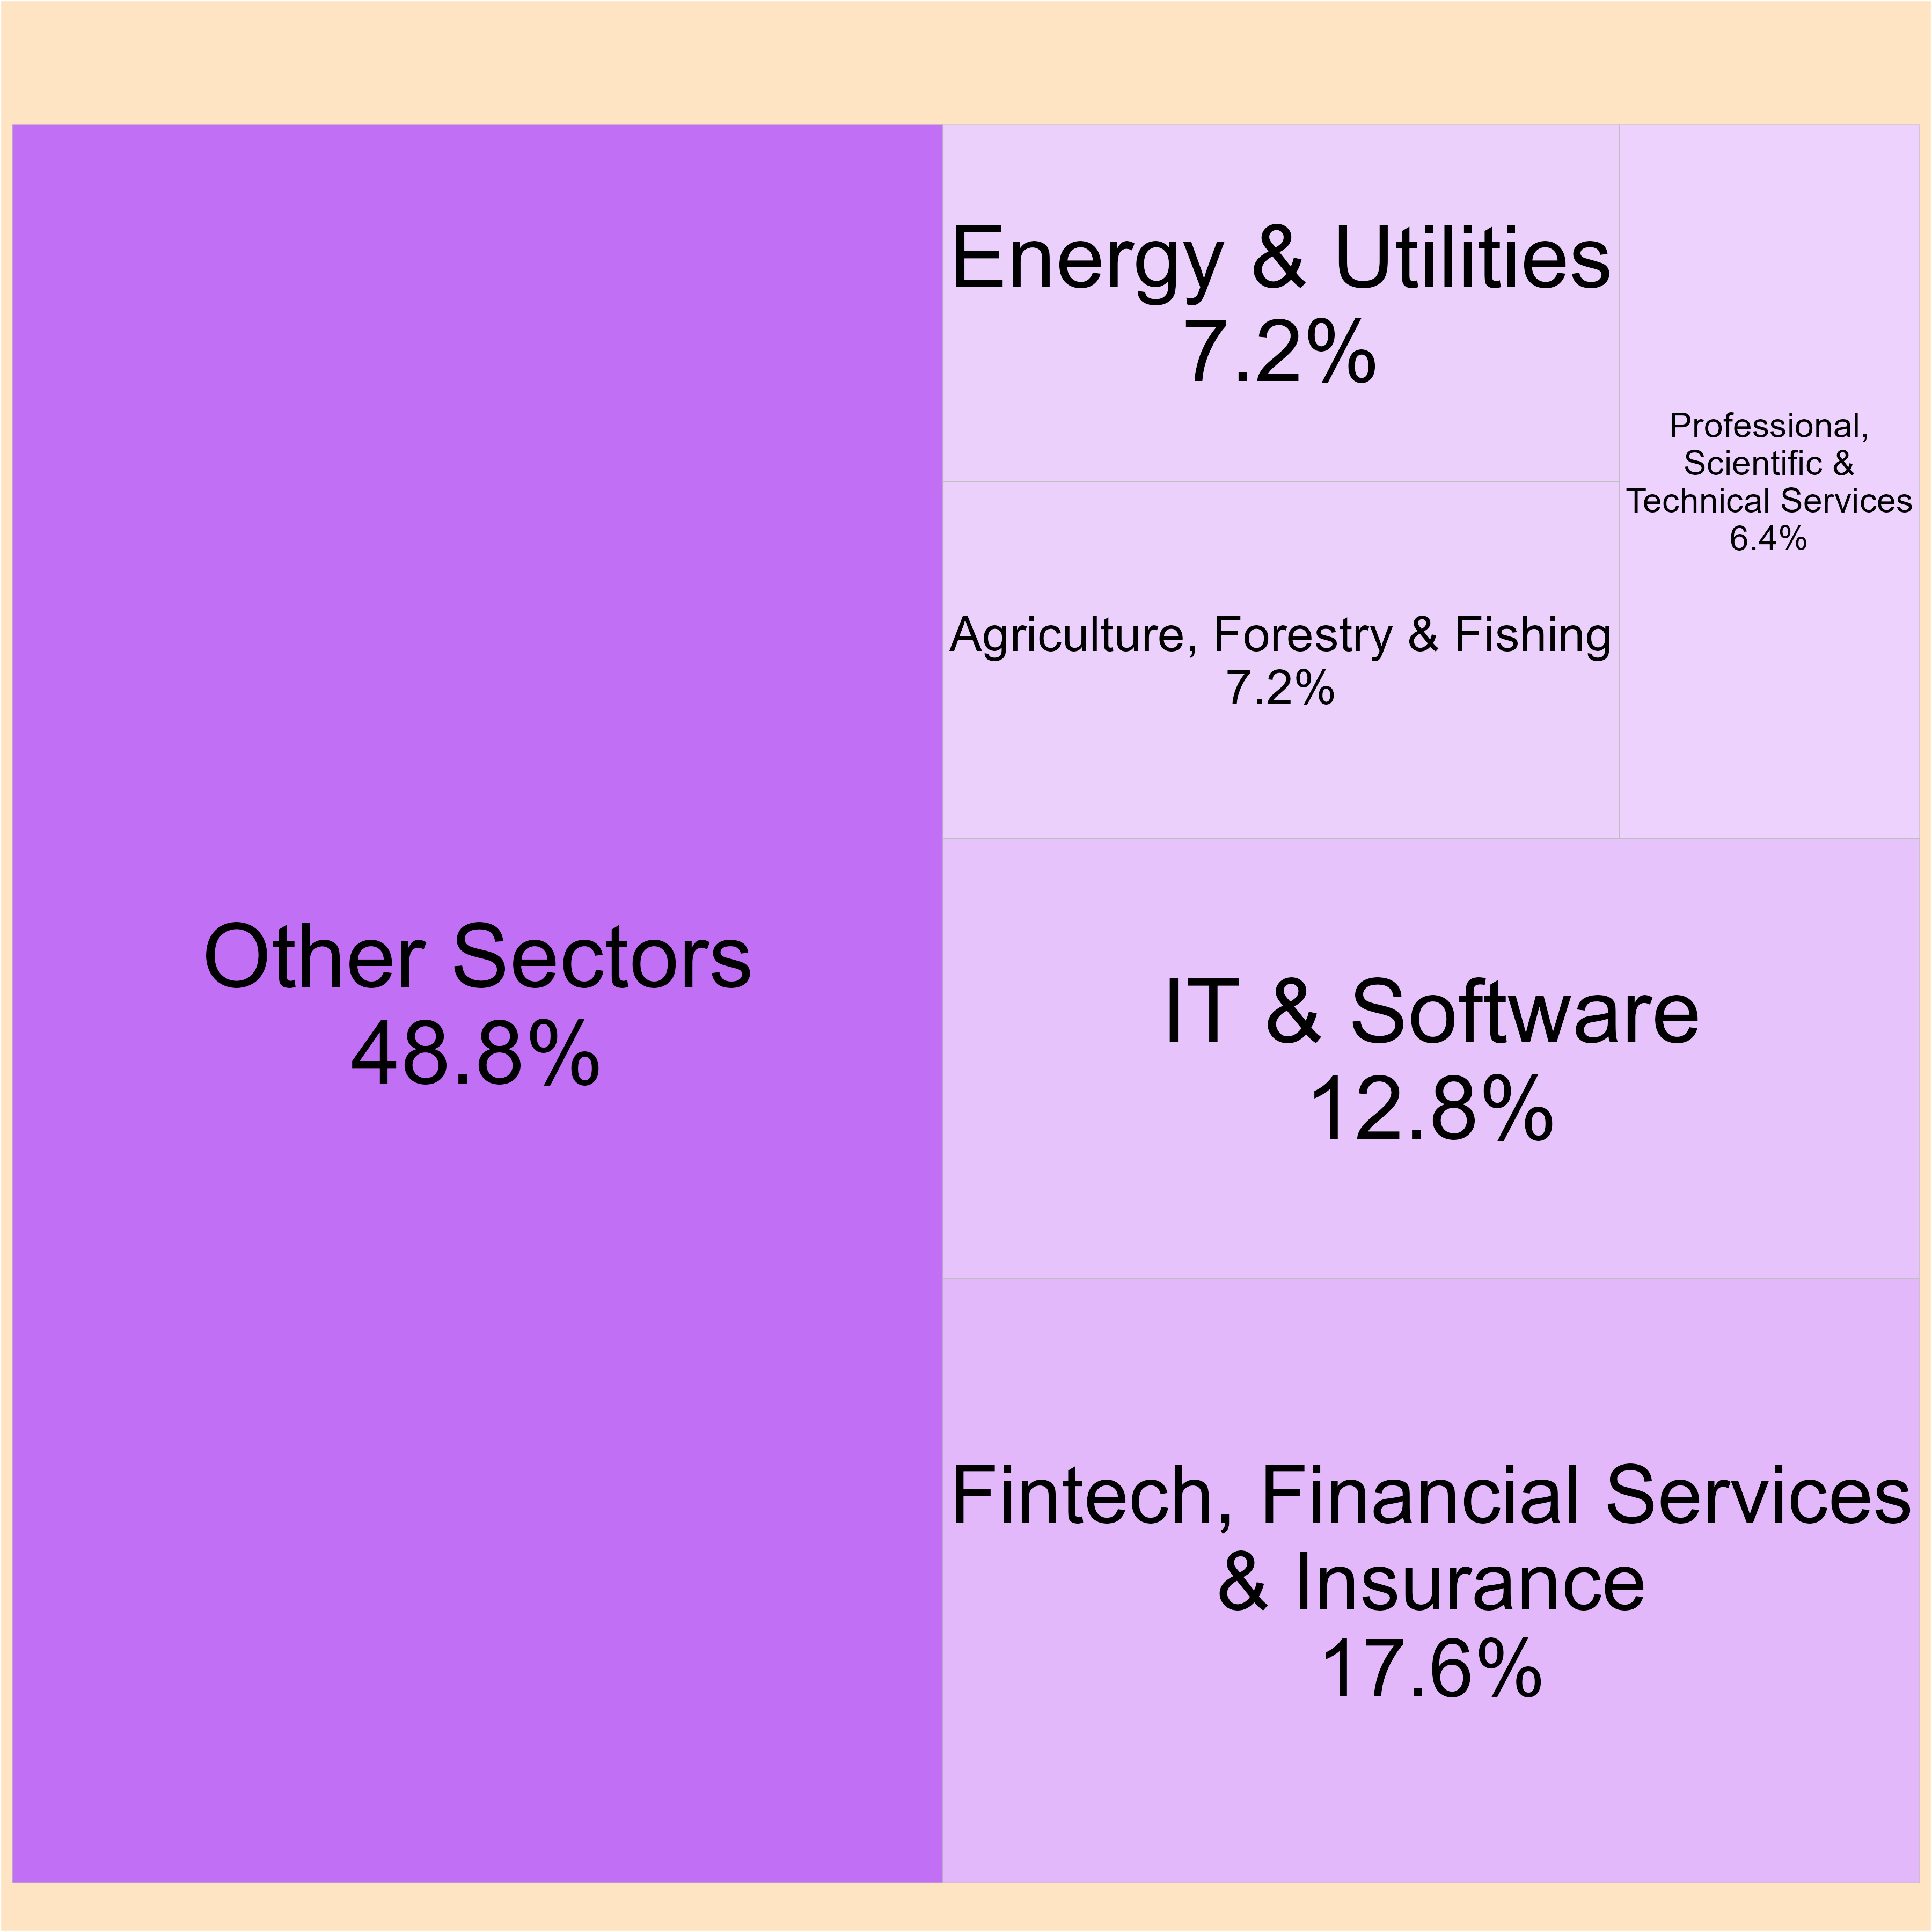 Other Sectors
48.8%
Energy & Utilities
7.2%
Agriculture, Forestry & Fishing
7.2%
Professional,
Scientific &
Technical Services
6.4%
IT & Software
12.8%
Fintech, Financial Services
& Insurance
17.6%